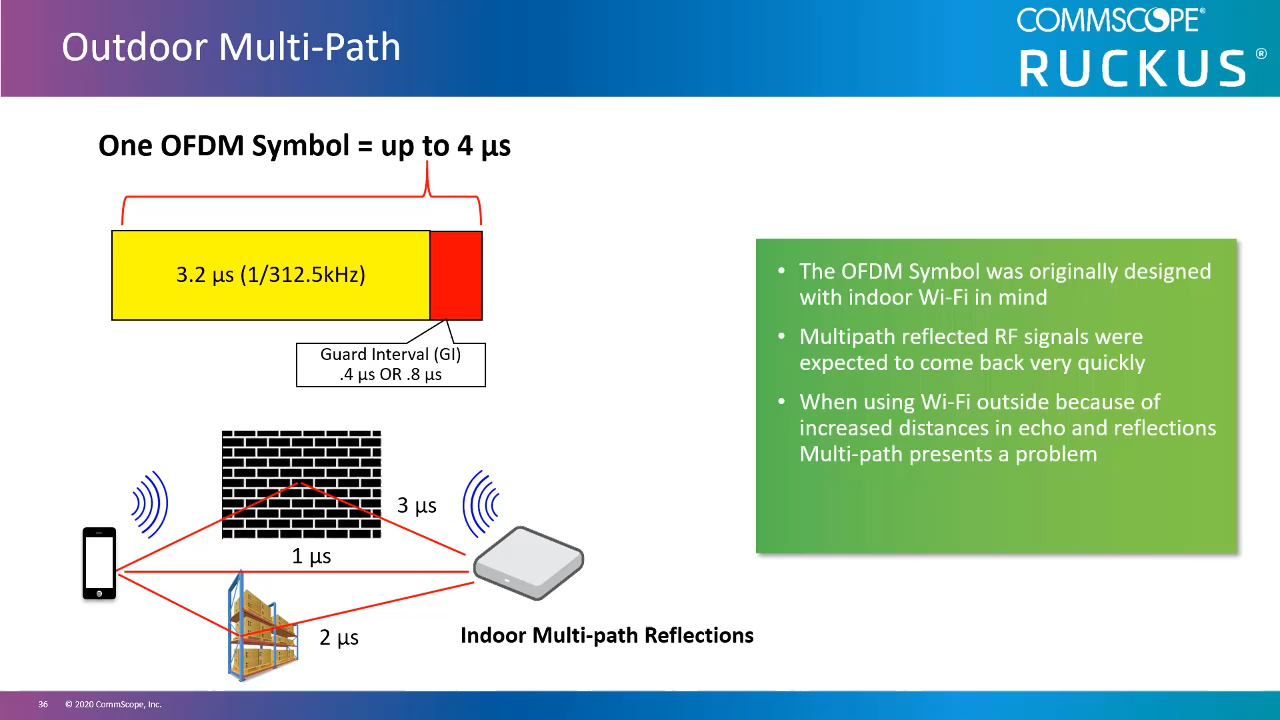 Outdoor Multi-Path
COMMSCOPE®
RUCKUS®
One OFDM Symbol = up to 4 µs
3.2 µs (1/312.5kHz)
Guard Interval (GI)
.4 µs OR .8 µs
• The OFDM Symbol was originally designed
with indoor Wi-Fi in mind
• Multipath reflected RF signals were
expected to come back very quickly
• When using Wi-Fi outside because of
increased distances in echo and reflections
Multi-path presents a problem
3 µs
1 µs
2 µs
Indoor Multi-path Reflections
36 © 2020 CommScope, Inc.